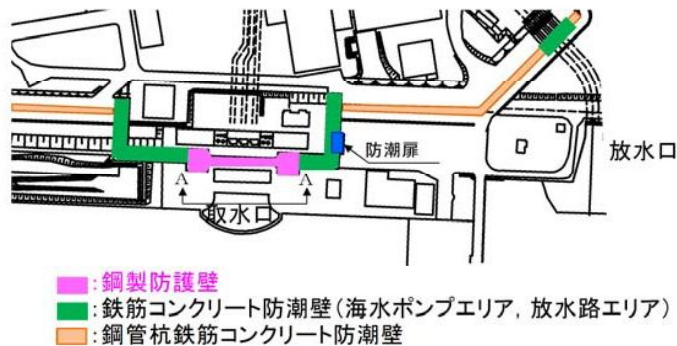 防潮扉
放水口
A A
取水口
:鋼製防護壁
:鉄筋コンクリート防潮壁(海水ポンプエリア, 放水路エリア)
:鋼管杭鉄筋コンクリート防潮壁